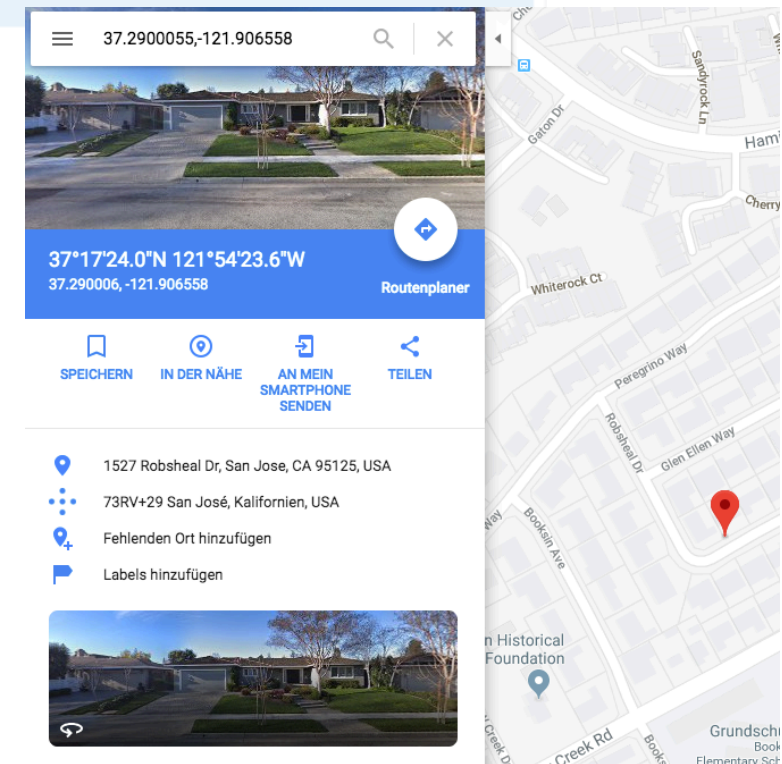 37.2900055,-121.906558
37°17'24.0"N 121°54'23.6"W
37.290006, -121.906558
Routenplaner
SPEICHERN
IN DER NÄHE
AN MEIN
SMARTPHONE
SENDEN
TEILEN
1527 Robsheal Dr, San Jose, CA 95125, USA
73RV+29 San José, Kalifornien, USA
Fehlenden Ort hinzufügen
Labels hinzufügen
Sandyrock Ln
Gaton Dr
Cherry
Whiterock Ct
Peregrino Way
Robsheal Dr
Glen Ellen Way
Way
Booksin Ave
n Historical
Foundation
Creek Rd
Grundschu
Book
Elementary Sch